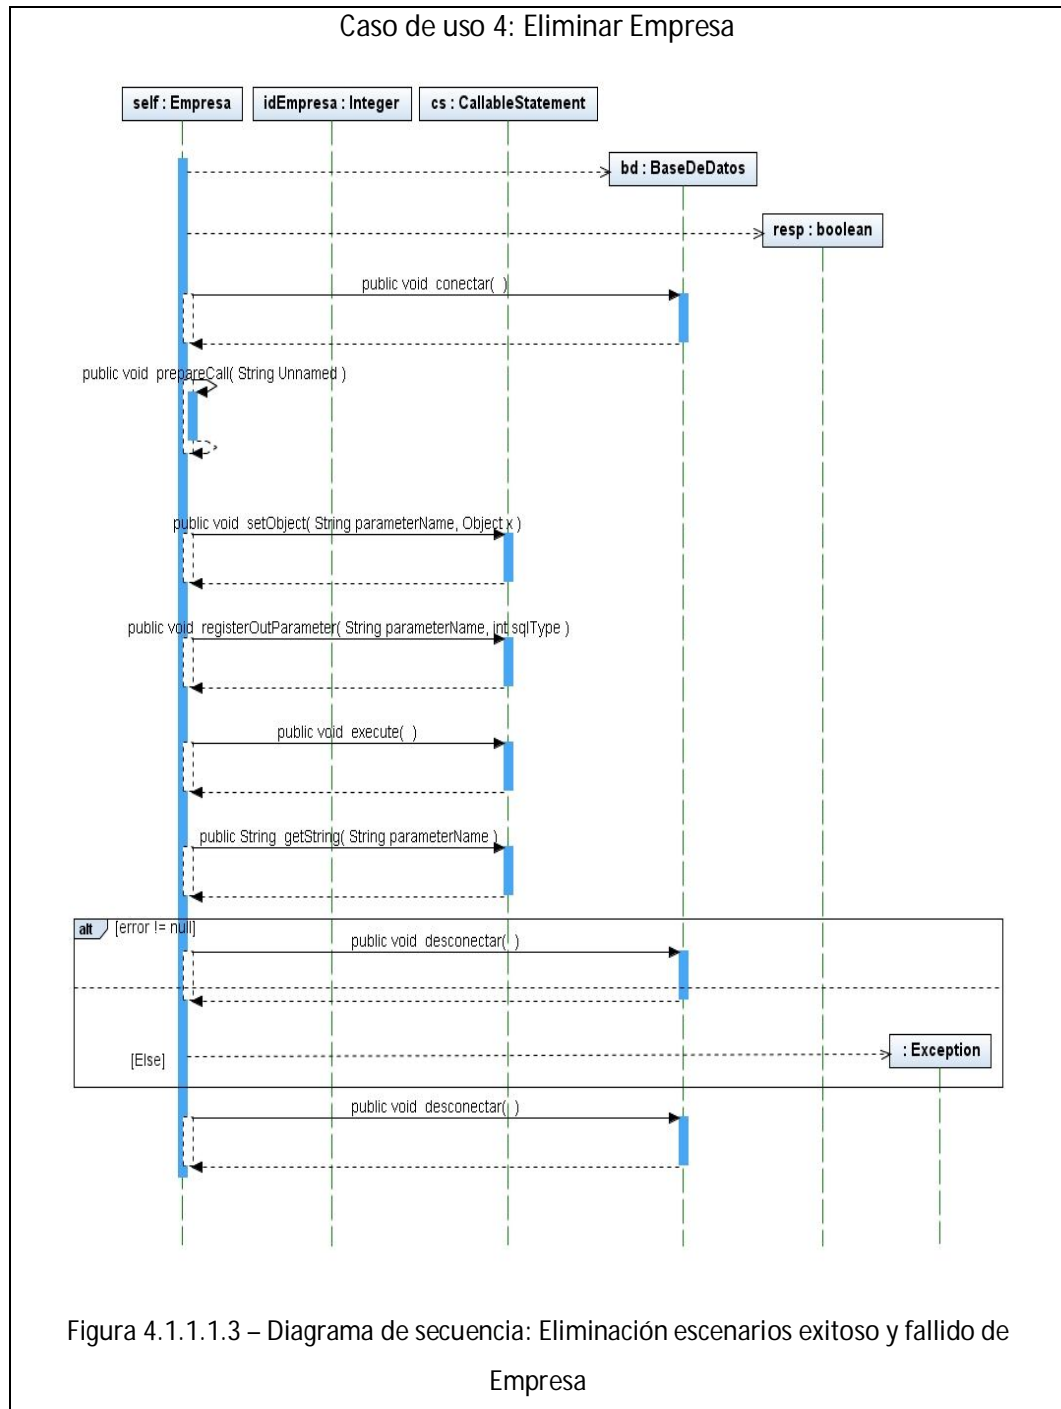 Caso de uso 4: Eliminar Empresa
self : Empresa
idEmpresa : Integer
cs : CallableStatement
bd : BaseDeDatos
resp : boolean
public void conectar( )
public void prepareCall( String Unnamed )
public void setObject( String parameterName, Object x )
public void registerOutParameter( String parameterName, int sqlType )
public void execute( )
public String getString( String parameterName )
alt
[error != null]
public void desconectar( )
[Else]
: Exception
public void desconectar( )
Figura 4.1.1.1.3 – Diagrama de secuencia: Eliminación escenarios exitoso y fallido de
Empresa